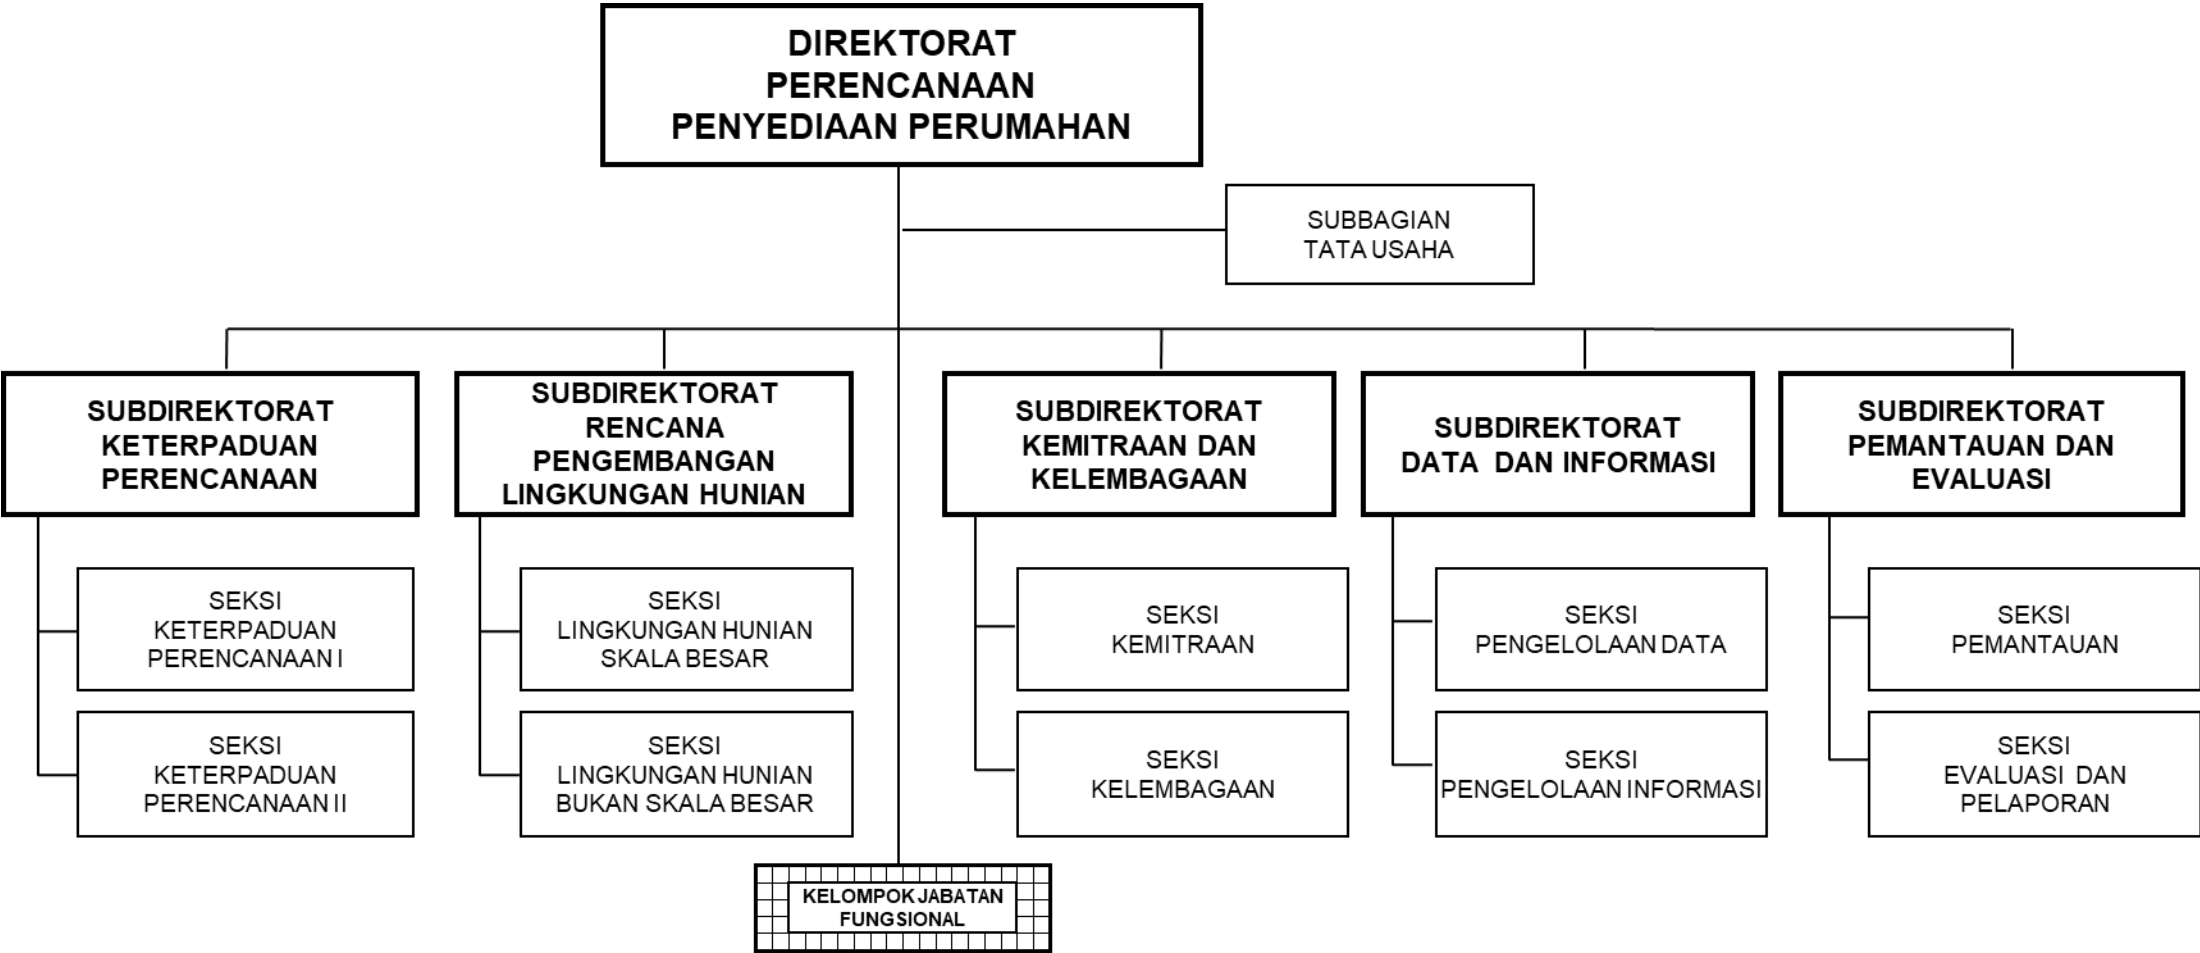 DIREKTORAT
PERENCANAAN
PENYEDIAAN PERUMAHAN
SUBBAGIAN
TATA USAHA
SUBDIREKTORAT
KETERPADUAN
PERENCANAAN
SUBDIREKTORAT
RENCANA
PENGEMBANGAN
LINGKUNGAN HUNIAN
SUBDIREKTORAT
KEMITRAAN DAN
KELEMBAGAAN
SUBDIREKTORAT
DATA DAN INFORMASI
SUBDIREKTORAT
PEMANTAUAN DAN
EVALUASI
SEKSI
KETERPADUAN
PERENCANAAN I
SEKSI
LINGKUNGAN HUNIAN
SKALA BESAR
SEKSI
KEMITRAAN
SEKSI
PENGELOLAAN DATA
SEKSI
PEMANTAUAN
SEKSI
KETERPADUAN
PERENCANAAN II
SEKSI
LINGKUNGAN HUNIAN
BUKAN SKALA BESAR
SEKSI
KELEMBAGAAN
SEKSI
PENGELOLAAN INFORMASI
SEKSI
EVALUASI DAN
PELAPORAN
KELOMPOK JABATAN
FUNGSIONAL